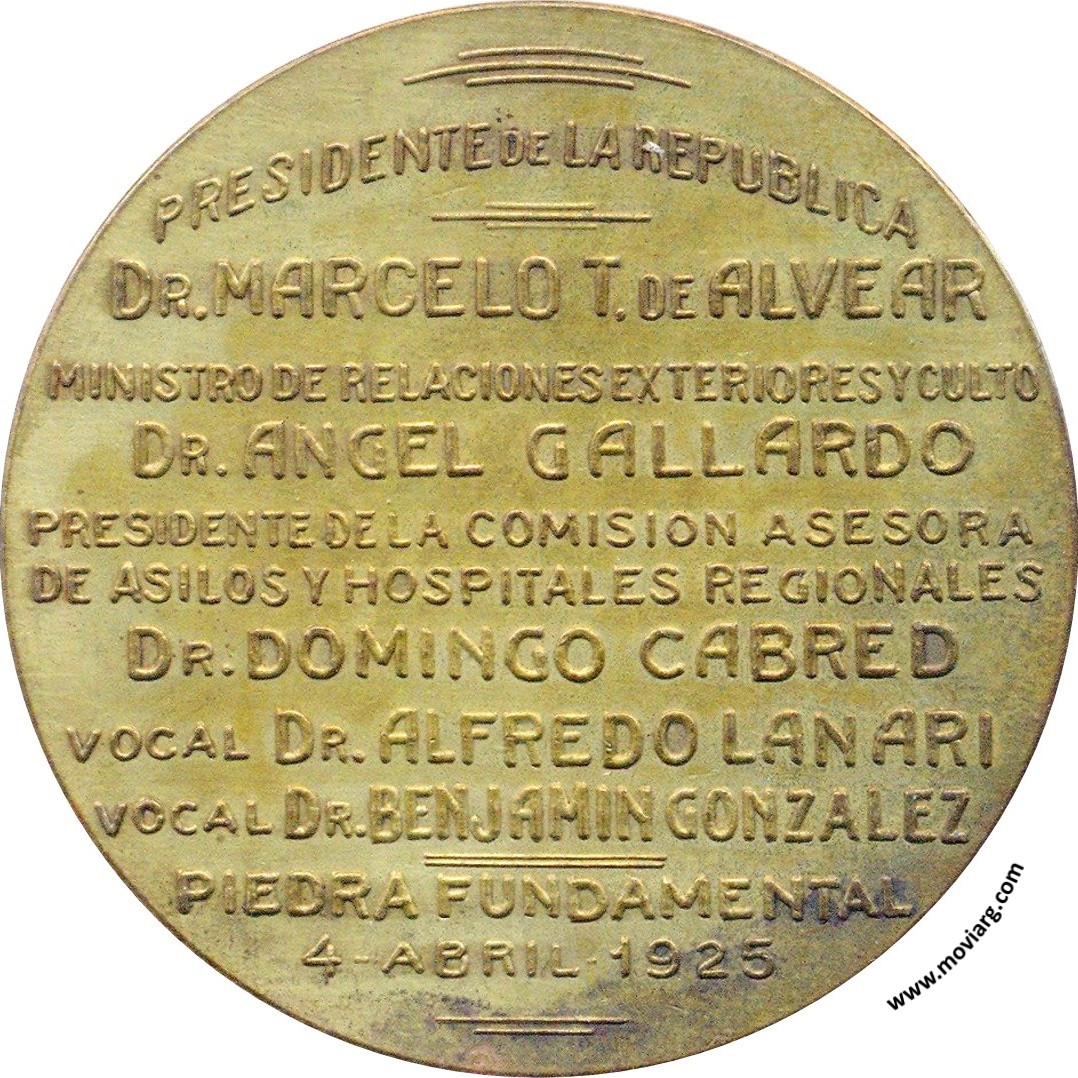 PRESIDENTE DE LA REPUBLICA
DR. MARCELO T. DE ALVEAR
MINISTRO DE RELACIONES EXTERIORES Y CULTO
DR. ANGEL GALLARDO
PRESIDENTE DE LA COMISION ASESORA
DE ASILOS Y HOSPITALES REGIONALES
DR. DOMINGO CABRED
VOCAL DR. ALFREDO LANARI
VOCAL DR. BENJAMIN GONZALEZ
PIEDRA FUNDAMENTAL
4-ABRIL-1925
www.moviarg.com